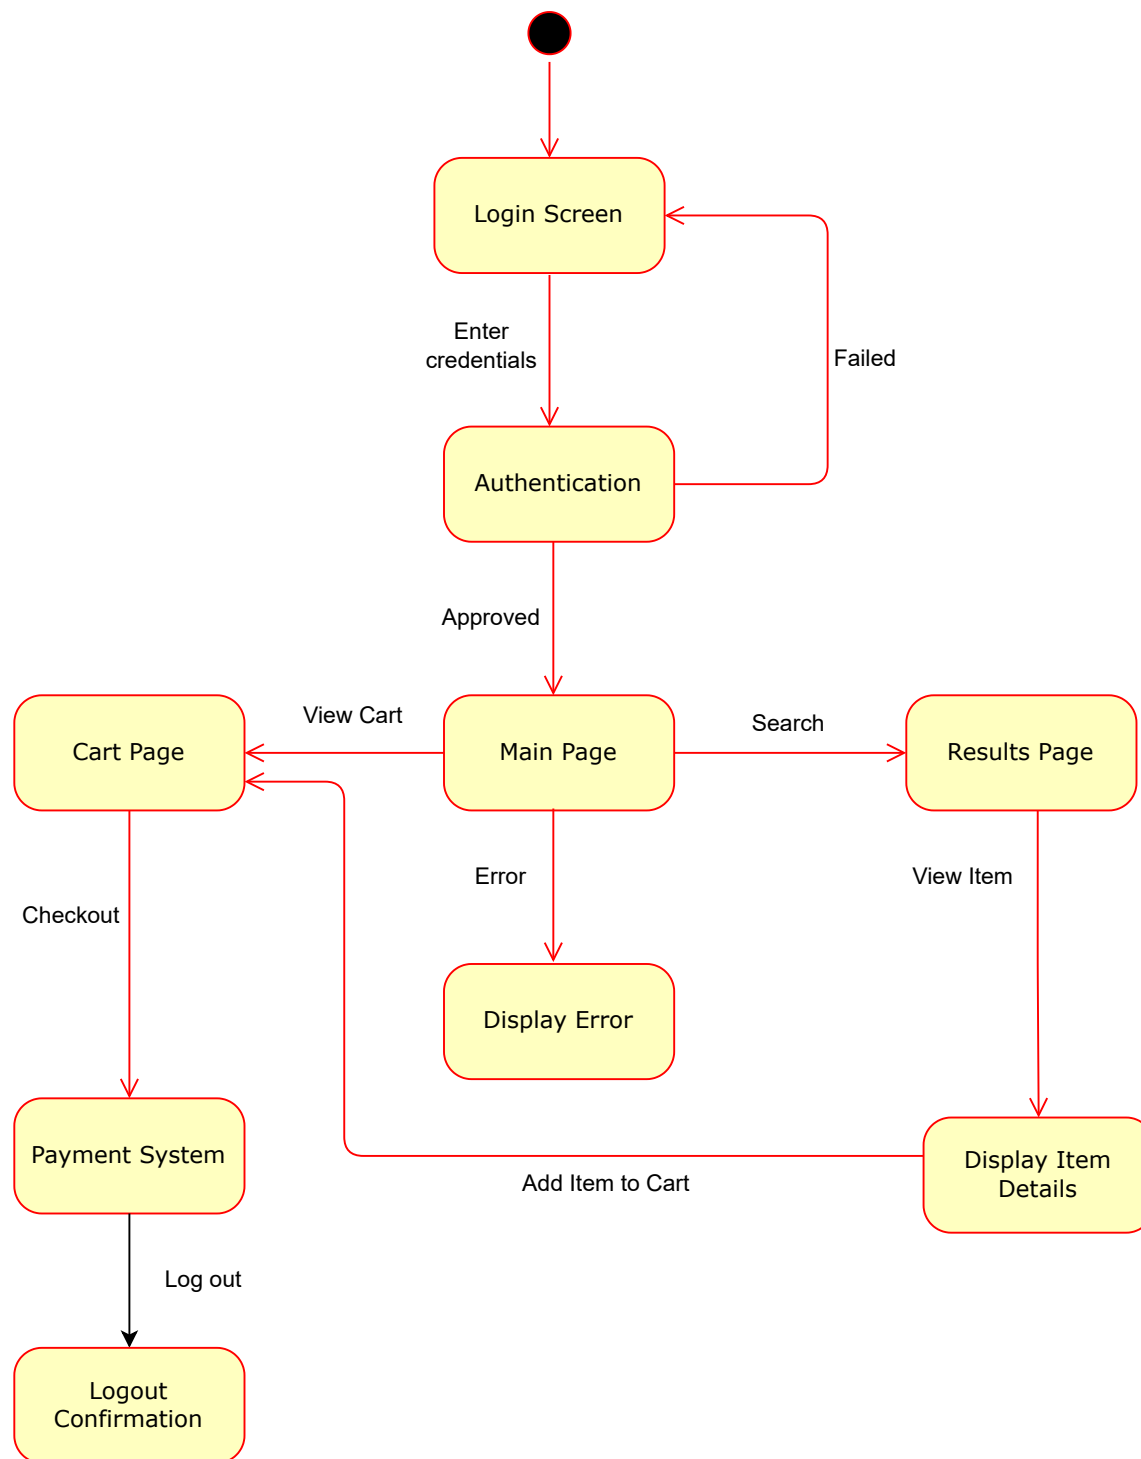 Login Screen
Enter
credentials
Failed
Authentication
Approved
View Cart
Search
Cart Page
Main Page
Results Page
Error
View Item
Checkout
Display Error
Payment System
Display Item
Details
Add Item to Cart
Log out
Logout
Confirmation